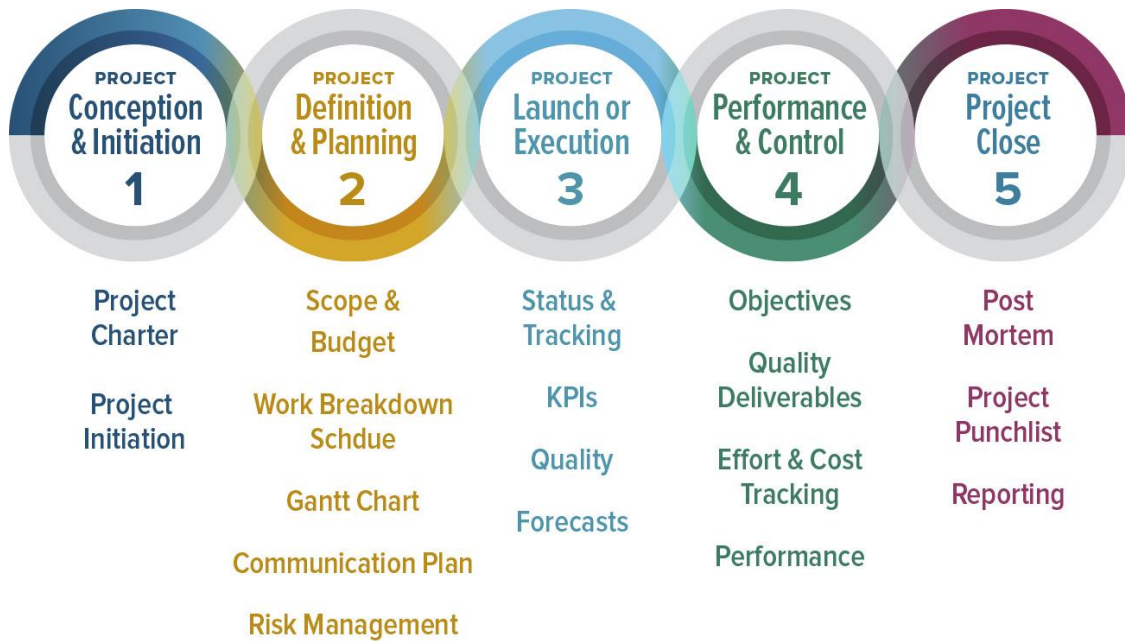 PROJECT
Conception
& Initiation
1
PROJECT
Definition
& Planning
2
PROJECT
Launch or
Execution
3
PROJECT
Performance
& Control
4
PROJECT
Project
Close
5
Project
Charter
Project
Initiation
Scope &
Budget
Work Breakdown
Schdue
Gantt Chart
Communication Plan
Risk Management
Status &
Tracking
KPIs
Quality
Forecasts
Objectives
Quality
Deliverables
Effort & Cost
Tracking
Performance
Post
Mortem
Project
Punchlist
Reporting